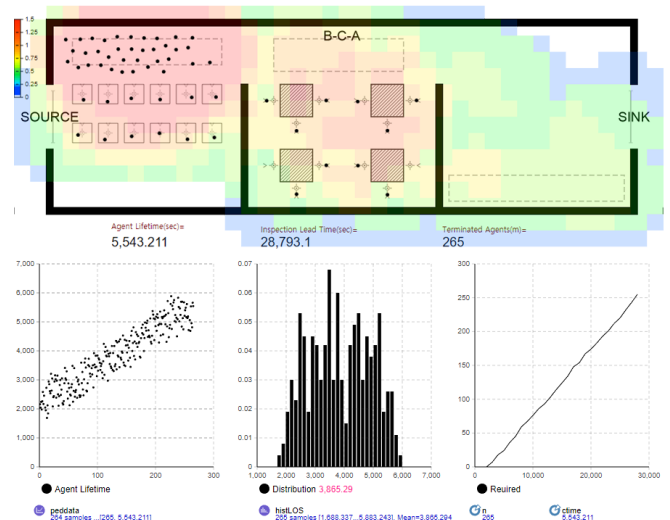 1.5
1.25
1
0.75
0.5
0.25
0
B-C-A
SOURCE
SINK
Agent Lifetime(sec)=
5,543.211
Inspection Lead Time(sec)=
28,793.1
Terminated Agents(m)=
265
7,000
6,000
5,000
4,000
3,000
2,000
1,000
0
0 100 200 300
Agent Lifetime
peddata
264 samples ...[265, 5,543.211]
0.07
0.06
0.05
0.04
0.03
0.02
0.01
0
1,000 2,000 3,000 4,000 5,000 6,000 7,000
Distribution 3,865.29
histLOS
265 samples [1,688.337...5,883.243]. Mean=3,865.294
300
250
200
150
100
50
0
0 10,000 20,000 30,000
Reuired
n
265
ctime
5,543.211